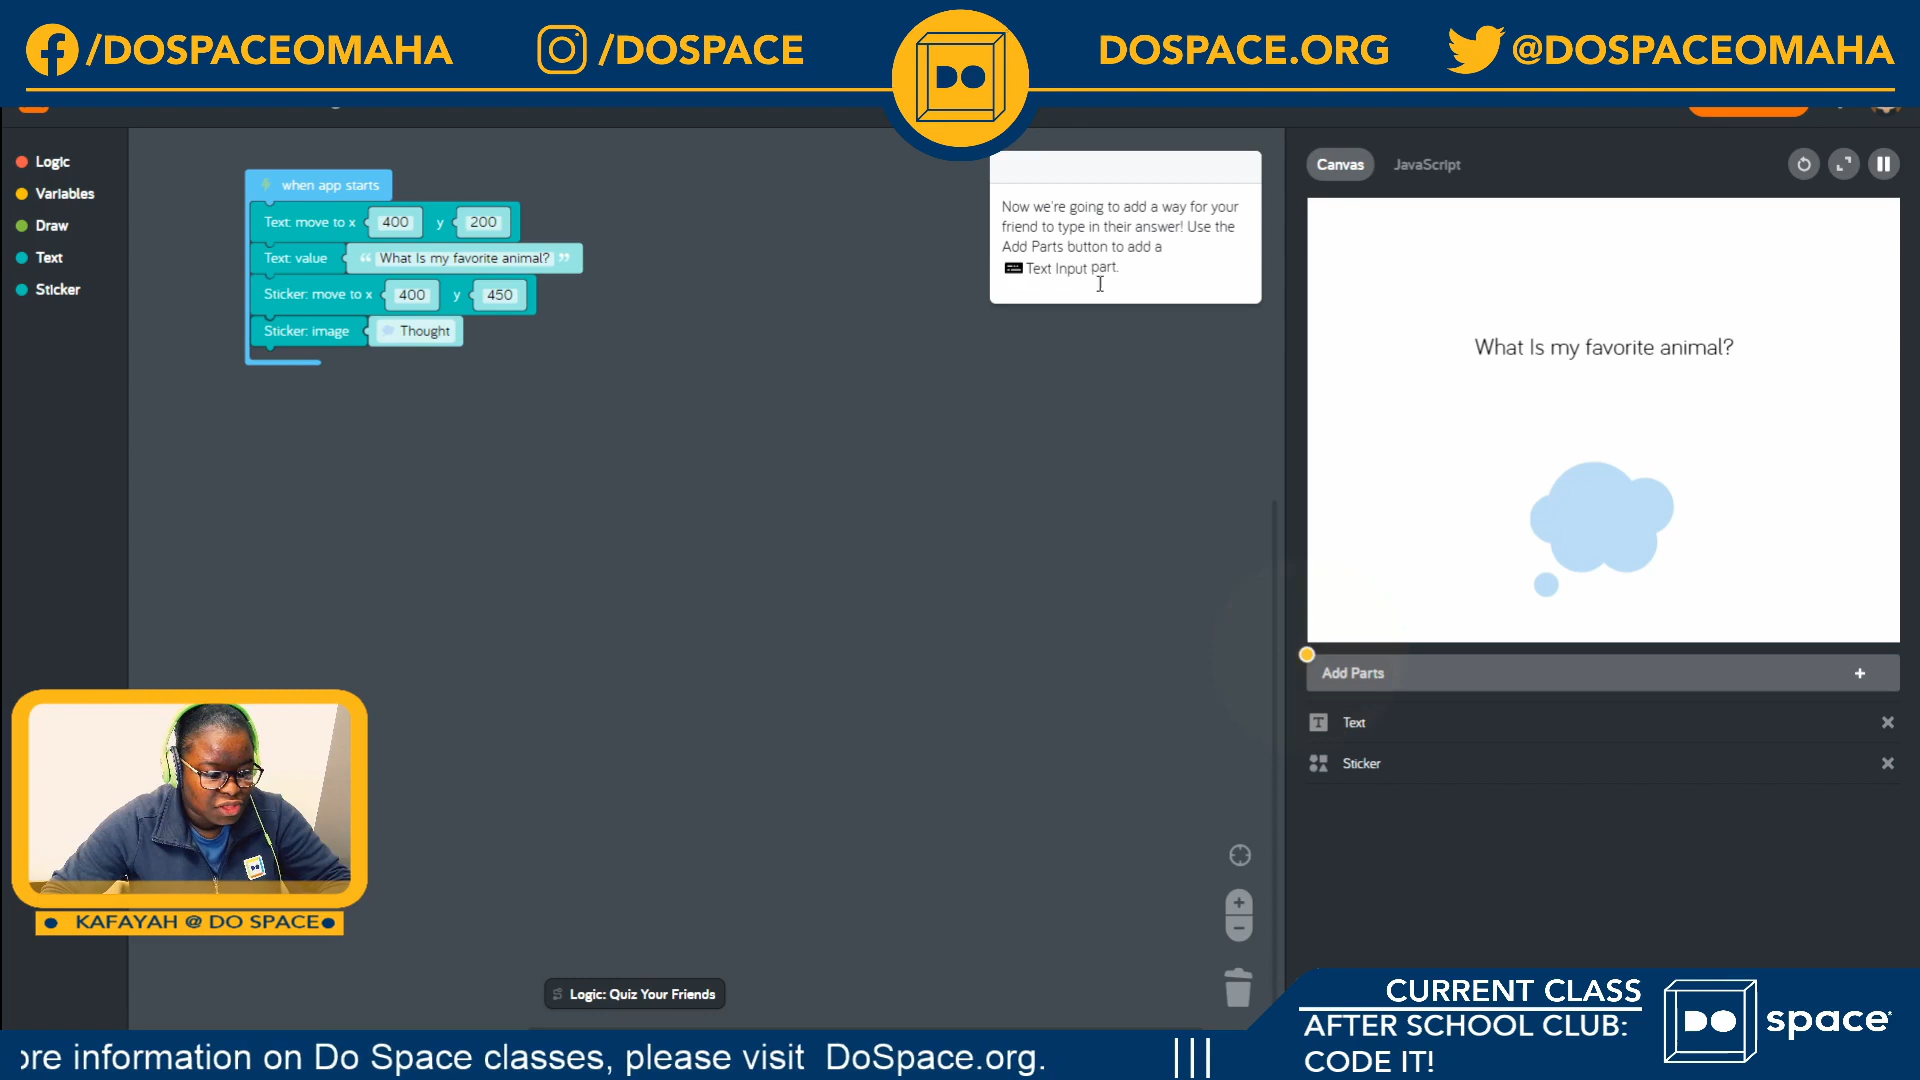 /DOSPACEOMAHA
/DOSPACE
DO
DOSPACE.ORG
@DOSPACEOMAHA
Logic
Variables
Draw
Text
Sticker
when app starts
Text: move to x 400 y 200
Text: value “ What Is my favorite animal? ”
Sticker: move to x 400 y 450
Sticker: image Thought
Now we're going to add a way for your
friend to type in their answer! Use the
Add Parts button to add a
Text Input part.
Canvas
JavaScript
What Is my favorite animal?
Add Parts +
T Text
Sticker
DO
KAFAYAH @ DO SPACE
Logic: Quiz Your Friends
CURRENT CLASS
AFTER SCHOOL CLUB:
CODE IT!
DO space
ore information on Do Space classes, please visit DoSpace.org. |||